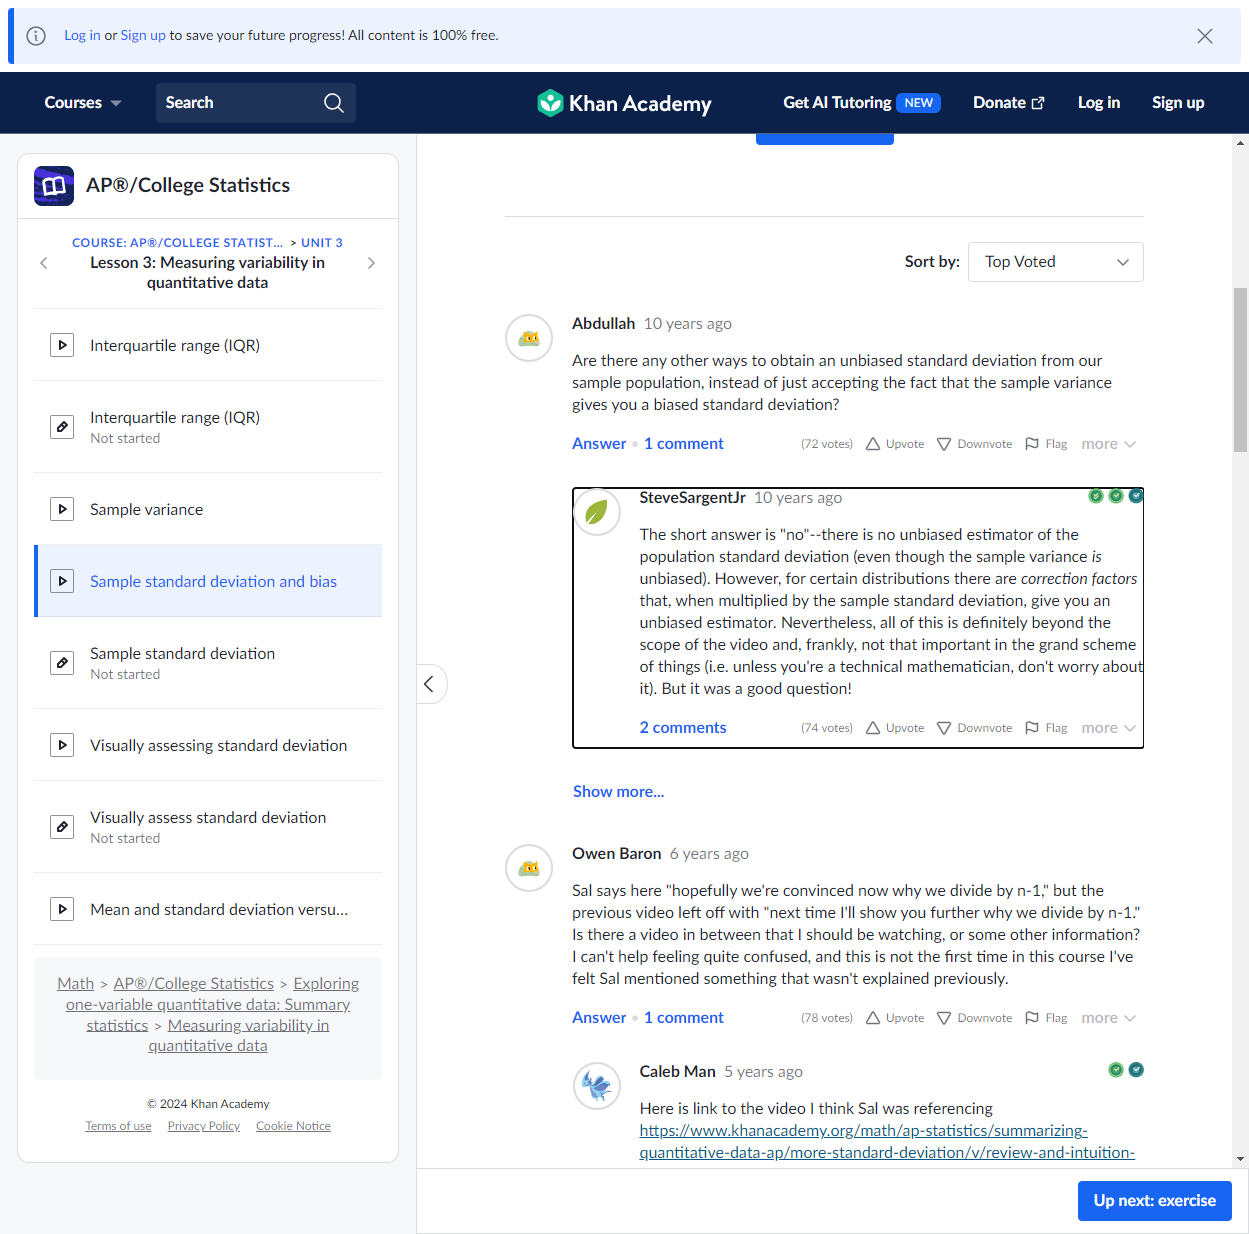 Log in or Sign up to save your future progress! All content is 100% free.
Courses
Search
Khan Academy
Get AI Tutoring NEW
Donate
Log in
Sign up
AP®/College Statistics
COURSE: AP®/COLLEGE STATIST... > UNIT 3
Lesson 3: Measuring variability in
quantitative data
Interquartile range (IQR)
Interquartile range (IQR)
Not started
Sample variance
Sample standard deviation and bias
Sample standard deviation
Not started
Visually assessing standard deviation
Visually assess standard deviation
Not started
Mean and standard deviation versu...
Math > AP®/College Statistics > Exploring
one-variable quantitative data: Summary
statistics > Measuring variability in
quantitative data
© 2024 Khan Academy
Terms of use Privacy Policy Cookie Notice
Sort by: Top Voted
Abdullah 10 years ago
Are there any other ways to obtain an unbiased standard deviation from our
sample population, instead of just accepting the fact that the sample variance
gives you a biased standard deviation?
Answer • 1 comment (72 votes) Upvote Downvote Flag more
SteveSargentJr 10 years ago
The short answer is "no"--there is no unbiased estimator of the
population standard deviation (even though the sample variance is
unbiased). However, for certain distributions there are correction factors
that, when multiplied by the sample standard deviation, give you an
unbiased estimator. Nevertheless, all of this is definitely beyond the
scope of the video and, frankly, not that important in the grand scheme
of things (i.e. unless you're a technical mathematician, don't worry about
it). But it was a good question!
2 comments (74 votes) Upvote Downvote Flag more
Show more...
Owen Baron 6 years ago
Sal says here "hopefully we're convinced now why we divide by n-1," but the
previous video left off with "next time I'll show you further why we divide by n-1."
Is there a video in between that I should be watching, or some other information?
I can't help feeling quite confused, and this is not the first time in this course I've
felt Sal mentioned something that wasn't explained previously.
Answer • 1 comment (78 votes) Upvote Downvote Flag more
Caleb Man 5 years ago
Here is link to the video I think Sal was referencing
https://www.khanacademy.org/math/ap-statistics/summarizing-
quantitative-data-ap/more-standard-deviation/v/review-and-intuition-
Up next: exercise